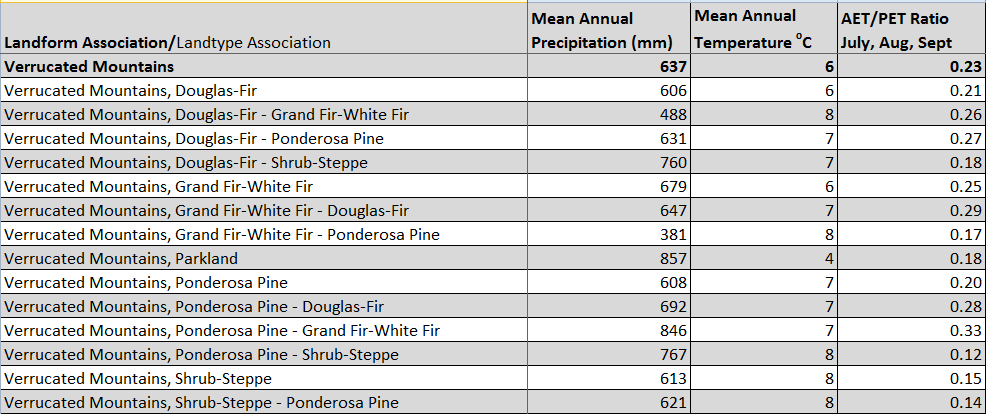 Landform Association/Landtype Association Mean Annual Precipitation (mm) Mean Annual Temperature °C AET/PET Ratio July, Aug, Sept
Verrucated Mountains 637 6 0.23
Verrucated Mountains, Douglas-Fir 606 6 0.21
Verrucated Mountains, Douglas-Fir - Grand Fir-White Fir 488 8 0.26
Verrucated Mountains, Douglas-Fir - Ponderosa Pine 631 7 0.27
Verrucated Mountains, Douglas-Fir - Shrub-Steppe 760 7 0.18
Verrucated Mountains, Grand Fir-White Fir 679 6 0.25
Verrucated Mountains, Grand Fir-White Fir - Douglas-Fir 647 7 0.29
Verrucated Mountains, Grand Fir-White Fir - Ponderosa Pine 381 8 0.17
Verrucated Mountains, Parkland 857 4 0.18
Verrucated Mountains, Ponderosa Pine 608 7 0.20
Verrucated Mountains, Ponderosa Pine - Douglas-Fir 692 7 0.28
Verrucated Mountains, Ponderosa Pine - Grand Fir-White Fir 846 7 0.33
Verrucated Mountains, Ponderosa Pine - Shrub-Steppe 767 8 0.12
Verrucated Mountains, Shrub-Steppe 613 8 0.15
Verrucated Mountains, Shrub-Steppe - Ponderosa Pine 621 8 0.14